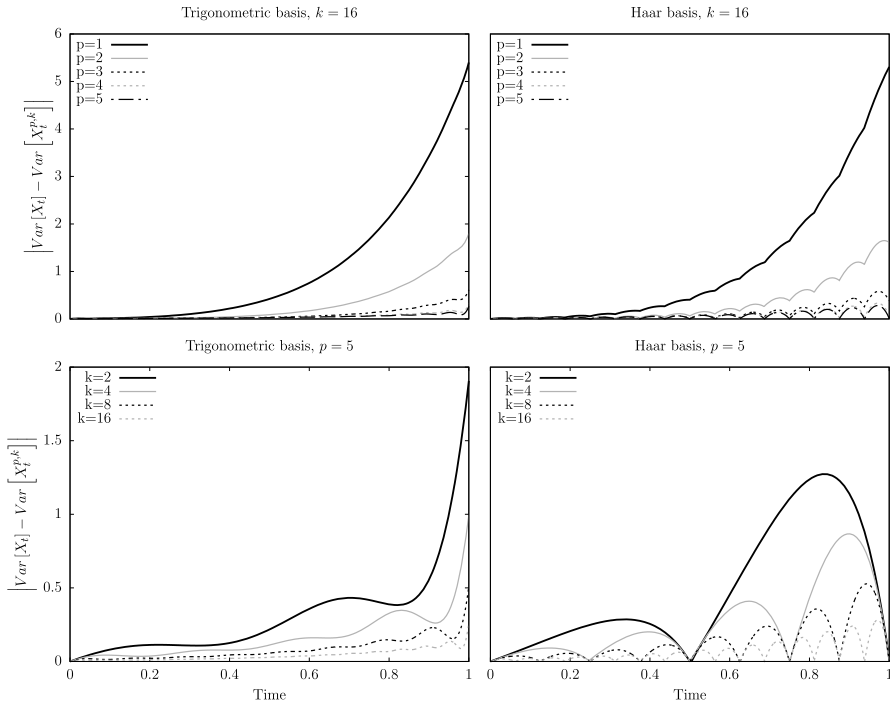 Trigonometric basis, k = 16
Haar basis, k = 16
|Var [X_t] − Var [X_t^{p,k}]|
6
5
4
3
2
1
0
p=1
p=2
p=3
p=4
p=5
p=1
p=2
p=3
p=4
p=5
Trigonometric basis, p = 5
Haar basis, p = 5
|Var [X_t] − Var [X_t^{p,k}]|
2
1.5
1
0.5
0
k=2
k=4
k=8
k=16
k=2
k=4
k=8
k=16
0 0.2 0.4 0.6 0.8 1
0 0.2 0.4 0.6 0.8 1
Time
Time